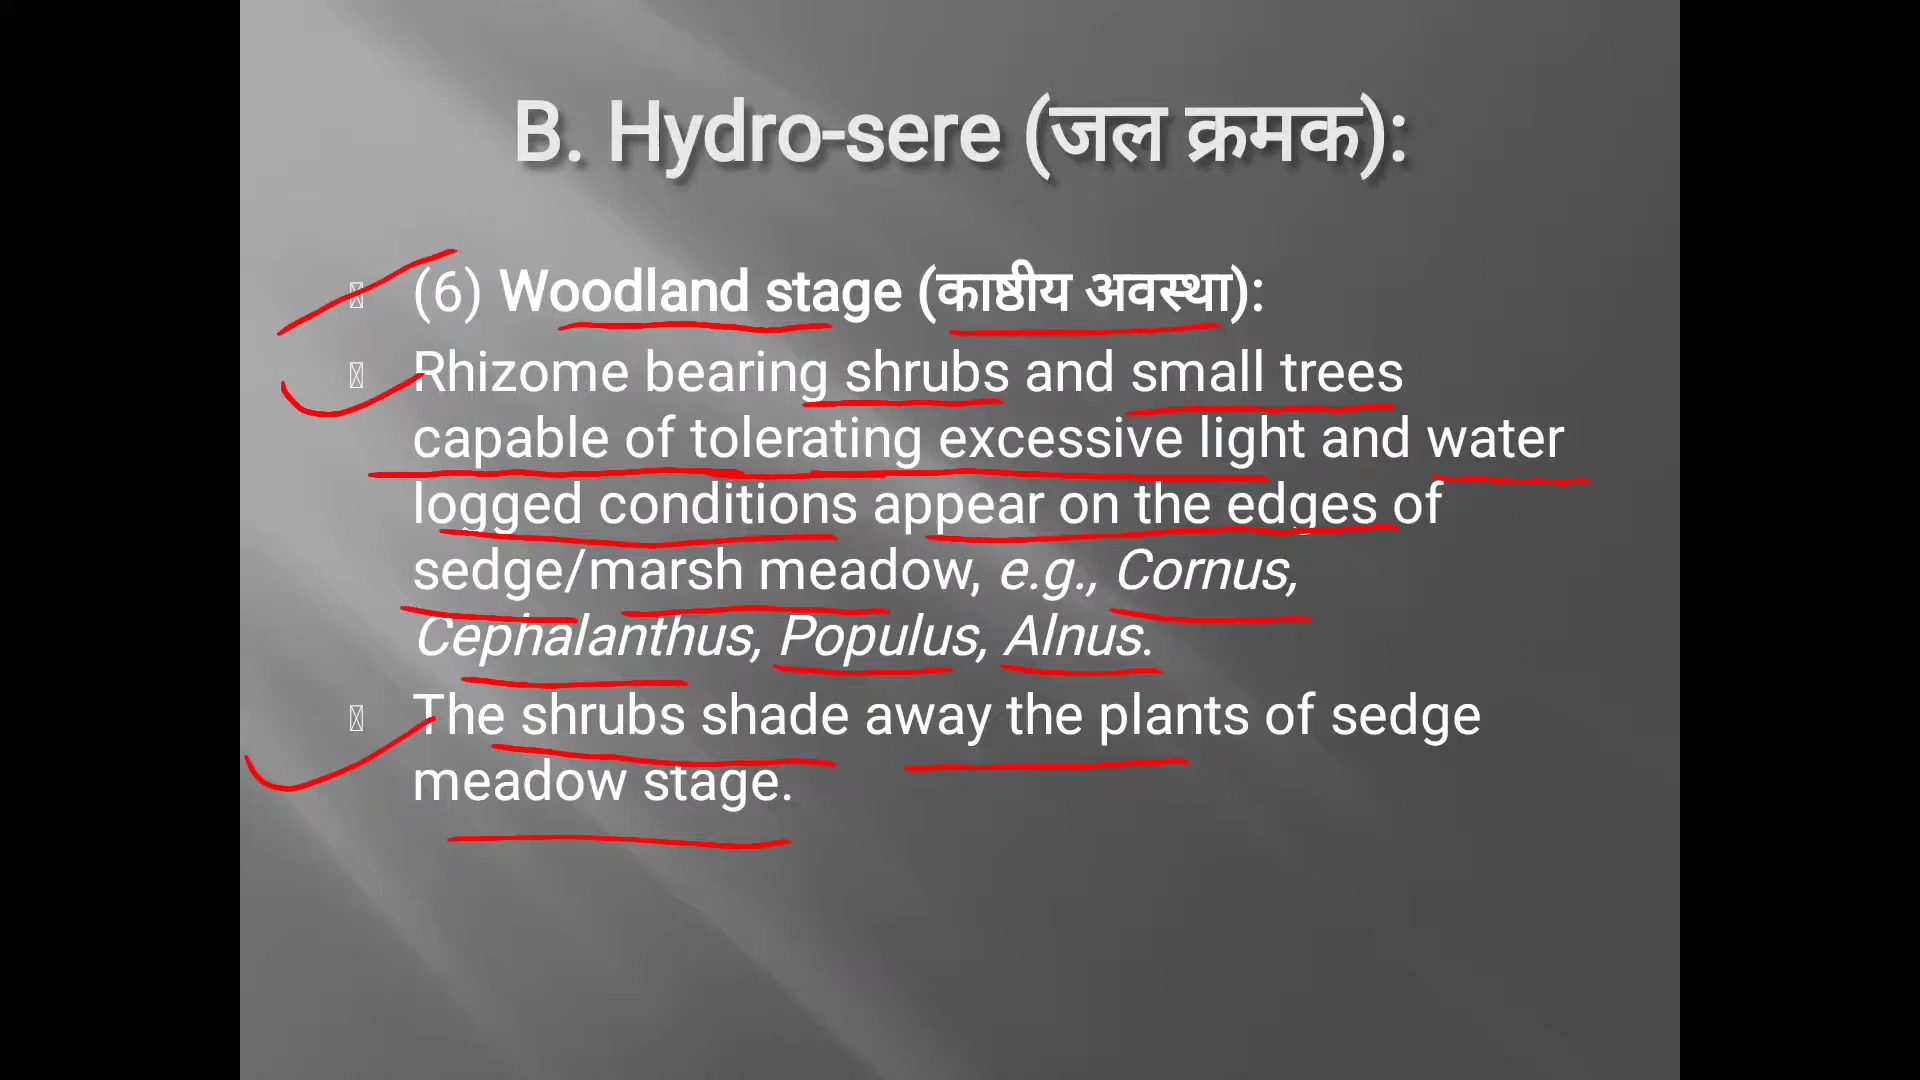 B. Hydro-sere (जल क्रमक):
(6) Woodland stage (काष्ठीय अवस्था):
Rhizome bearing shrubs and small trees
capable of tolerating excessive light and water
logged conditions appear on the edges of
sedge/marsh meadow, e.g., Cornus,
Cephalanthus, Populus, Alnus.
The shrubs shade away the plants of sedge
meadow stage.